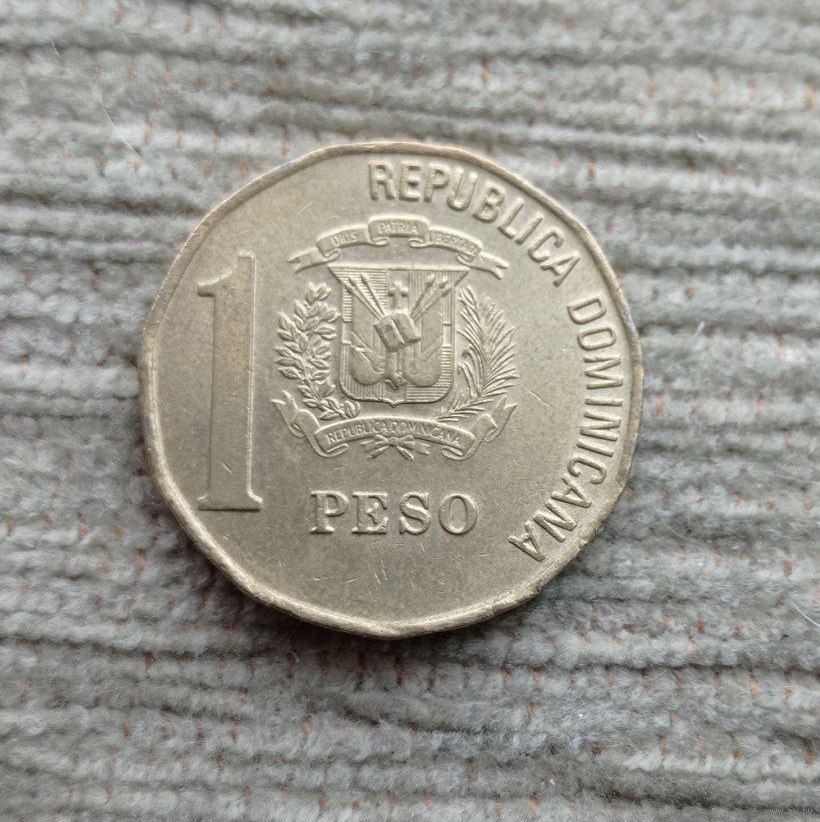 REPUBLICA DOMINICANA
DIOS PATRIA LIBERTAD
1
REPUBLICA DOMINICANA
PESO